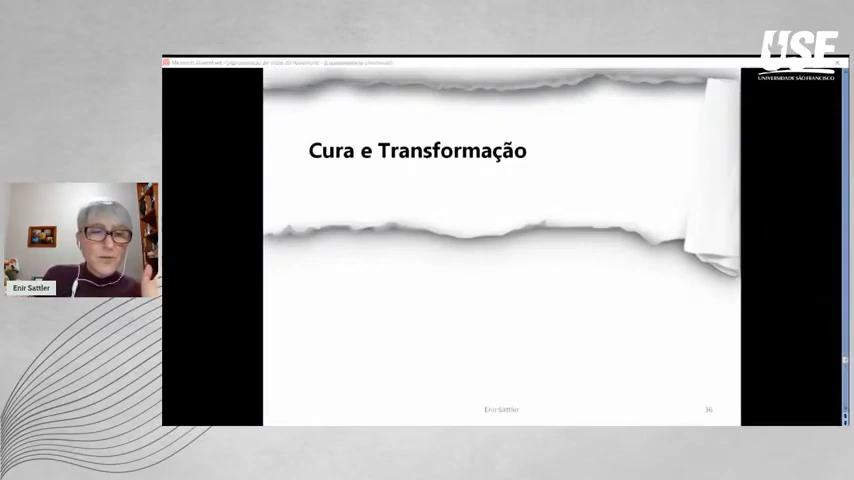 USF
UNIVERSIDADE SÃO FRANCISCO
Cura e Transformação
Enir Sattler
Enir Sattler
36